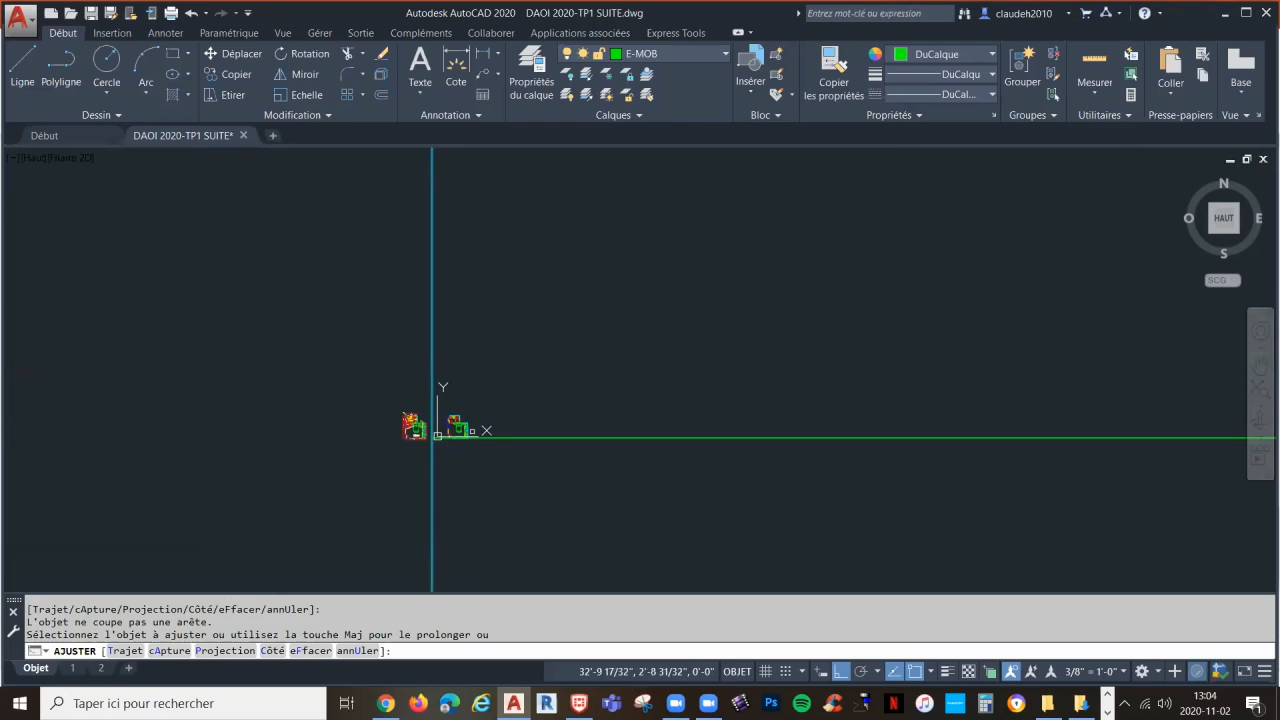 Autodesk AutoCAD 2020 DAOI 2020-TP1 SUITE.dwg
Entrez mot-clé ou expression
claudeh2010
Début Insertion Annoter Paramétrique Vue Gérer Sortie Compléments Collaborer Applications associées Express Tools
Ligne
Polyligne
Cercle
Arc
Déplacer
Rotation
Copier
Miroir
Etirer
Echelle
Texte
Cote
Propriétés
du calque
E-MOB
Insérer
Copier
les propriétés
DuCalque
DuCalqu
DuCal...
Grouper
Mesurer
Coller
Base
Dessin
Modification
Annotation
Calques
Bloc
Propriétés
Groupes
Utilitaires
Presse-papiers
Vue
Début
DAOI 2020-TP1 SUITE*
[−][Haut][Filaire 2D]
N
O
HAUT
E
S
SCG
Y
X
[Trajet/cApture/Projection/Côté/eFfacer/annUler]:
L'objet ne coupe pas une arête.
Sélectionnez l'objet à ajuster ou utilisez la touche Maj pour le prolonger ou
AJUSTER [Trajet cApture Projection Côté eFfacer annUler]:
Objet 1 2
32'-9 17/32", 2'-8 31/32", 0'-0" OBJET
3/8" = 1'-0"
Taper ici pour rechercher
13:04
2020-11-02